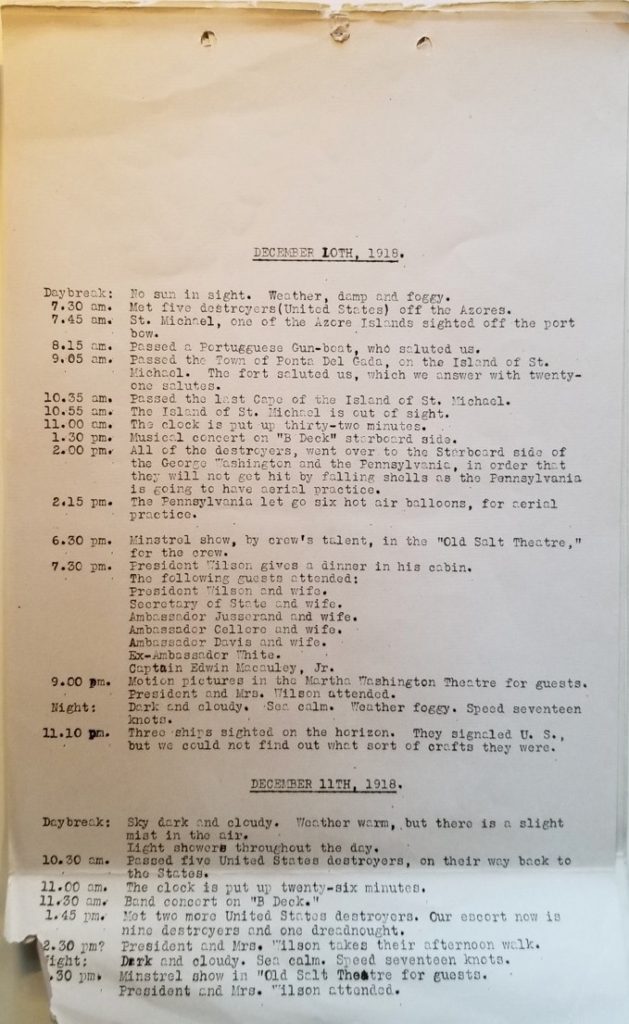 DECEMBER 10TH, 1918.
Daybreak: No sun in sight. Weather, damp and foggy.
7.30 am. Met five destroyers(United States) off the Azores.
7.45 am. St. Michael, one of the Azore Islands sighted off the port
bow.
8.15 am. Passed a Portugguese Gun-boat, who saluted us.
9.05 am. Passed the Town of Ponta Del Gada, on the Island of St.
Michael. The fort saluted us, which we answer with twenty-
one salutes.
10.35 am. Passed the last Cape of the Island of St. Michael.
10.55 am. The Island of St. Michael is out of sight.
11.00 am. The clock is put up thirty-two minutes.
1.30 pm. Musical concert on "B Deck" starboard side.
2.00 pm. All of the destroyers, went over to the Starboard side of
the George Washington and the Pennsylvania, in order that
they will not get hit by falling shells as the Pennsylvania
is going to have aerial practice.
2.15 pm. The Pennsylvania let go six hot air balloons, for aerial
practice.
6.30 pm. Minstrel show, by crew's talent, in the "Old Salt Theatre,"
for the crew.
7.30 pm. President Wilson gives a dinner in his cabin.
The following guests attended:
President Wilson and wife.
Secretary of State and wife.
Ambassador Jusserand and wife.
Ambassador Cellere and wife.
Ambassador Davis and wife.
Ex-Ambassador White.
Captain Edwin Macauley, Jr.
9.00 pm. Motion pictures in the Martha Washington Theatre for guests.
President and Mrs. Wilson attended.
Night: Dark and cloudy. Sea calm. Weather foggy. Speed seventeen
knots.
11.10 pm. Three ships sighted on the horizon. They signaled U. S.,
but we could not find out what sort of crafts they were.
DECEMBER 11TH, 1918.
Daybreak: Sky dark and cloudy. Weather warm, but there is a slight
mist in the air.
Light showers throughout the day.
10.30 am. Passed five United States destroyers, on their way back to
the States.
11.00 am. The clock is put up twenty-six minutes.
11.30 am. Band concert on "B Deck."
1.45 pm. Met two more United States destroyers. Our escort now is
nine destroyers and one dreadnought.
2.30 pm? President and Mrs. Wilson takes their afternoon walk.
ight: Dark and cloudy. Sea calm. Speed seventeen knots.
.30 pm. Minstrel show in "Old Salt Theatre for guests.
President and Mrs. Wilson attended.